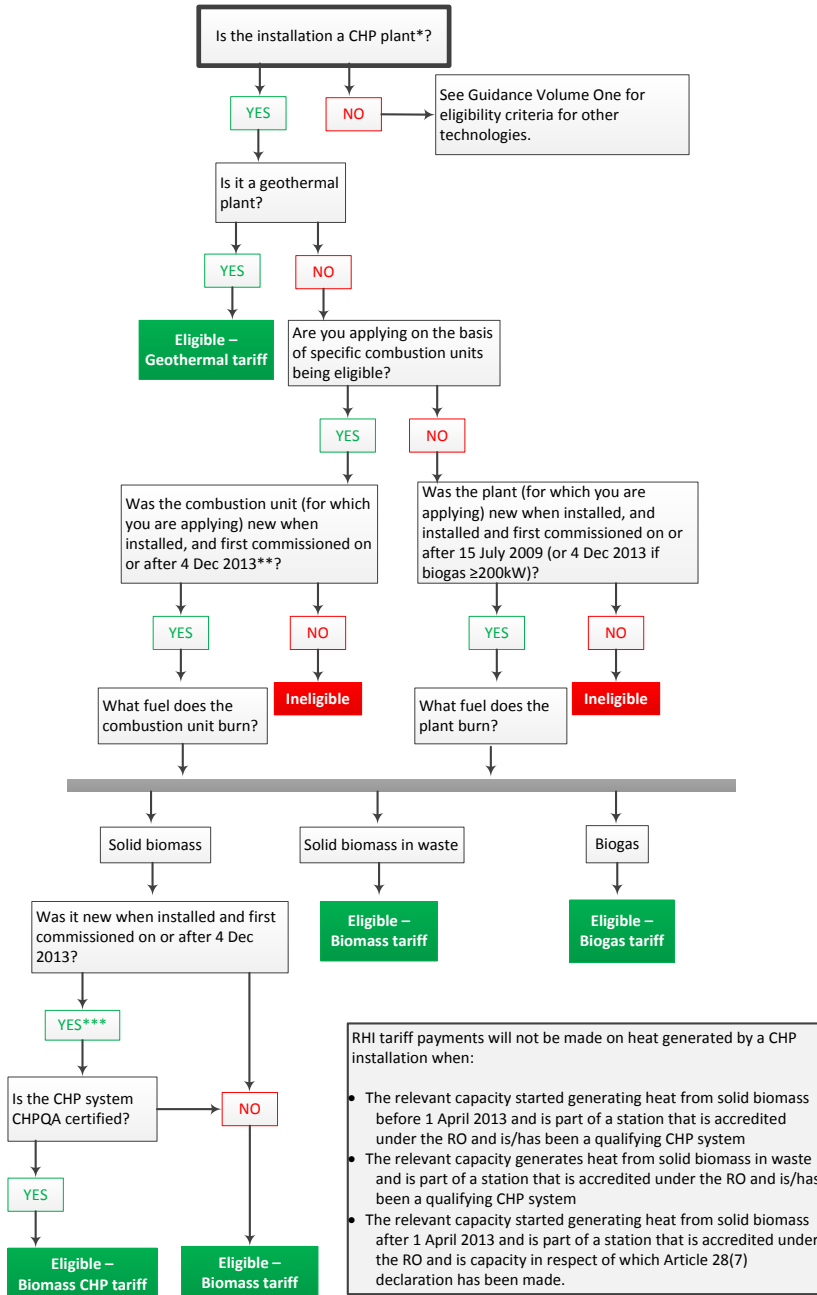 Is the installation a CHP plant*?
YES
NO
See Guidance Volume One for
eligibility criteria for other
technologies.
Is it a geothermal
plant?
YES
NO
Eligible –
Geothermal tariff
Are you applying on the basis
of specific combustion units
being eligible?
YES
NO
Was the combustion unit (for which
you are applying) new when
installed, and first commissioned on
or after 4 Dec 2013**?
Was the plant (for which you are
applying) new when installed, and
installed and first commissioned on or
after 15 July 2009 (or 4 Dec 2013 if
biogas ≥200kW)?
YES
NO
YES
NO
What fuel does the
combustion unit burn?
Ineligible
What fuel does the
plant burn?
Ineligible
Solid biomass
Solid biomass in waste
Biogas
Was it new when installed and first
commissioned on or after 4 Dec
2013?
Eligible –
Biomass tariff
Eligible –
Biogas tariff
YES***
Is the CHP system
CHPQA certified?
NO
YES
Eligible –
Biomass CHP tariff
Eligible –
Biomass tariff
RHI tariff payments will not be made on heat generated by a CHP
installation when:
• The relevant capacity started generating heat from solid biomass
before 1 April 2013 and is part of a station that is accredited
under the RO and is/has been a qualifying CHP system
• The relevant capacity generates heat from solid biomass in waste
and is part of a station that is accredited under the RO and is/has
been a qualifying CHP system
• The relevant capacity started generating heat from solid biomass
after 1 April 2013 and is part of a station that is accredited under
the RO and is capacity in respect of which Article 28(7)
declaration has been made.